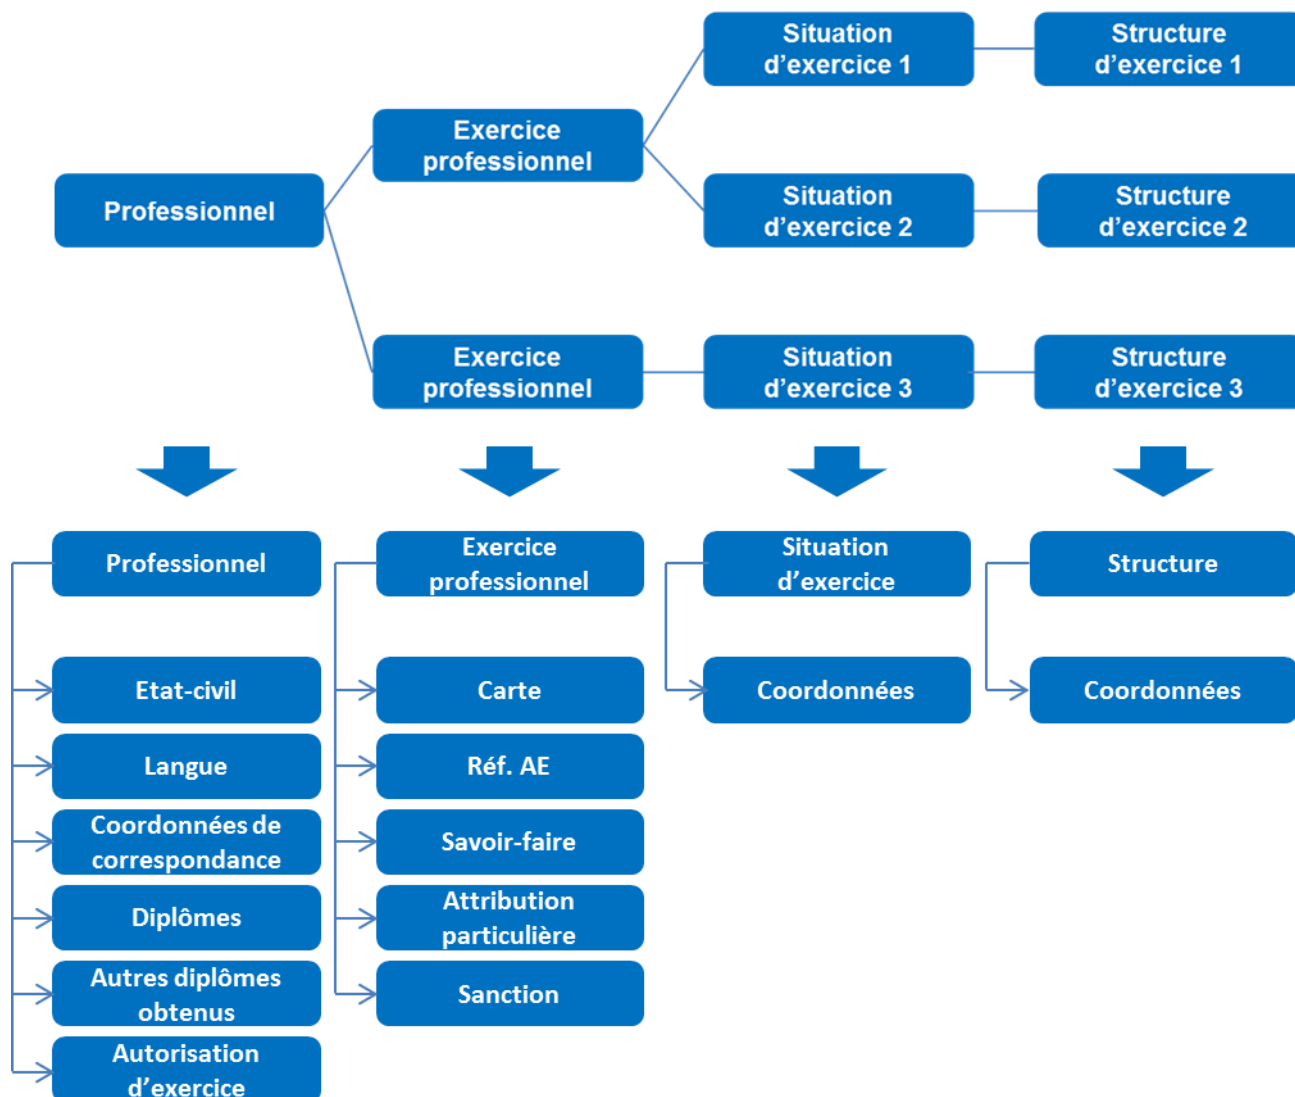 Situation
d'exercice 1
Structure
d'exercice 1
Exercice
professionnel
Professionnel
Situation
d'exercice 2
Structure
d'exercice 2
Exercice
professionnel
Situation
d'exercice 3
Structure
d'exercice 3
Professionnel
Exercice
professionnel
Situation
d'exercice
Structure
Etat-civil
Carte
Coordonnées
Coordonnées
Langue
Réf. AE
Coordonnées de
correspondance
Savoir-faire
Diplômes
Attribution
particulière
Autres diplômes
obtenus
Sanction
Autorisation
d'exercice